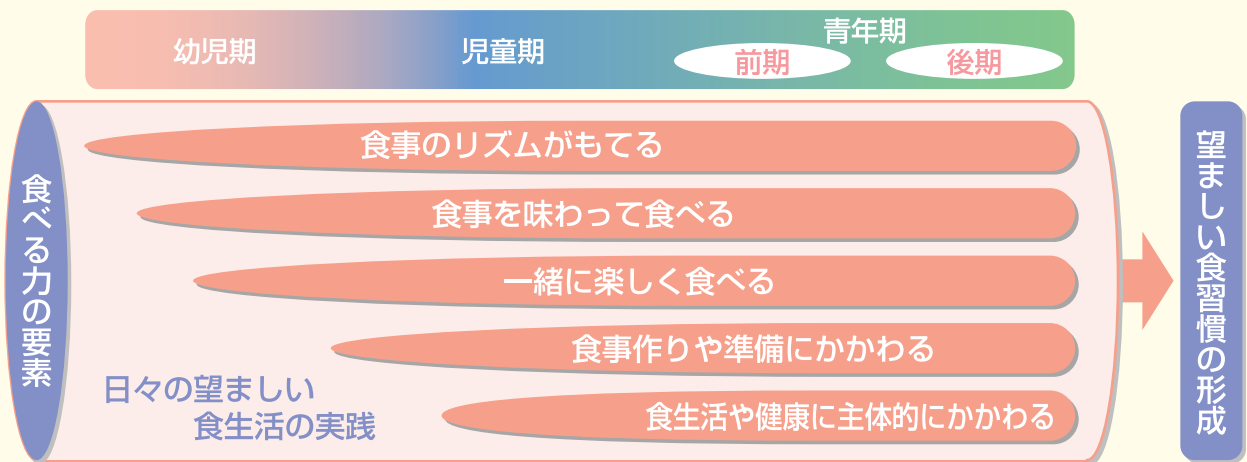 幼児期
児童期
青年期
前期
後期
食べる力の要素
食事のリズムがもてる
食事を味わって食べる
一緒に楽しく食べる
食事作りや準備にかかわる
食生活や健康に主体的にかかわる
日々の望ましい
食生活の実践
望ましい食習慣の形成